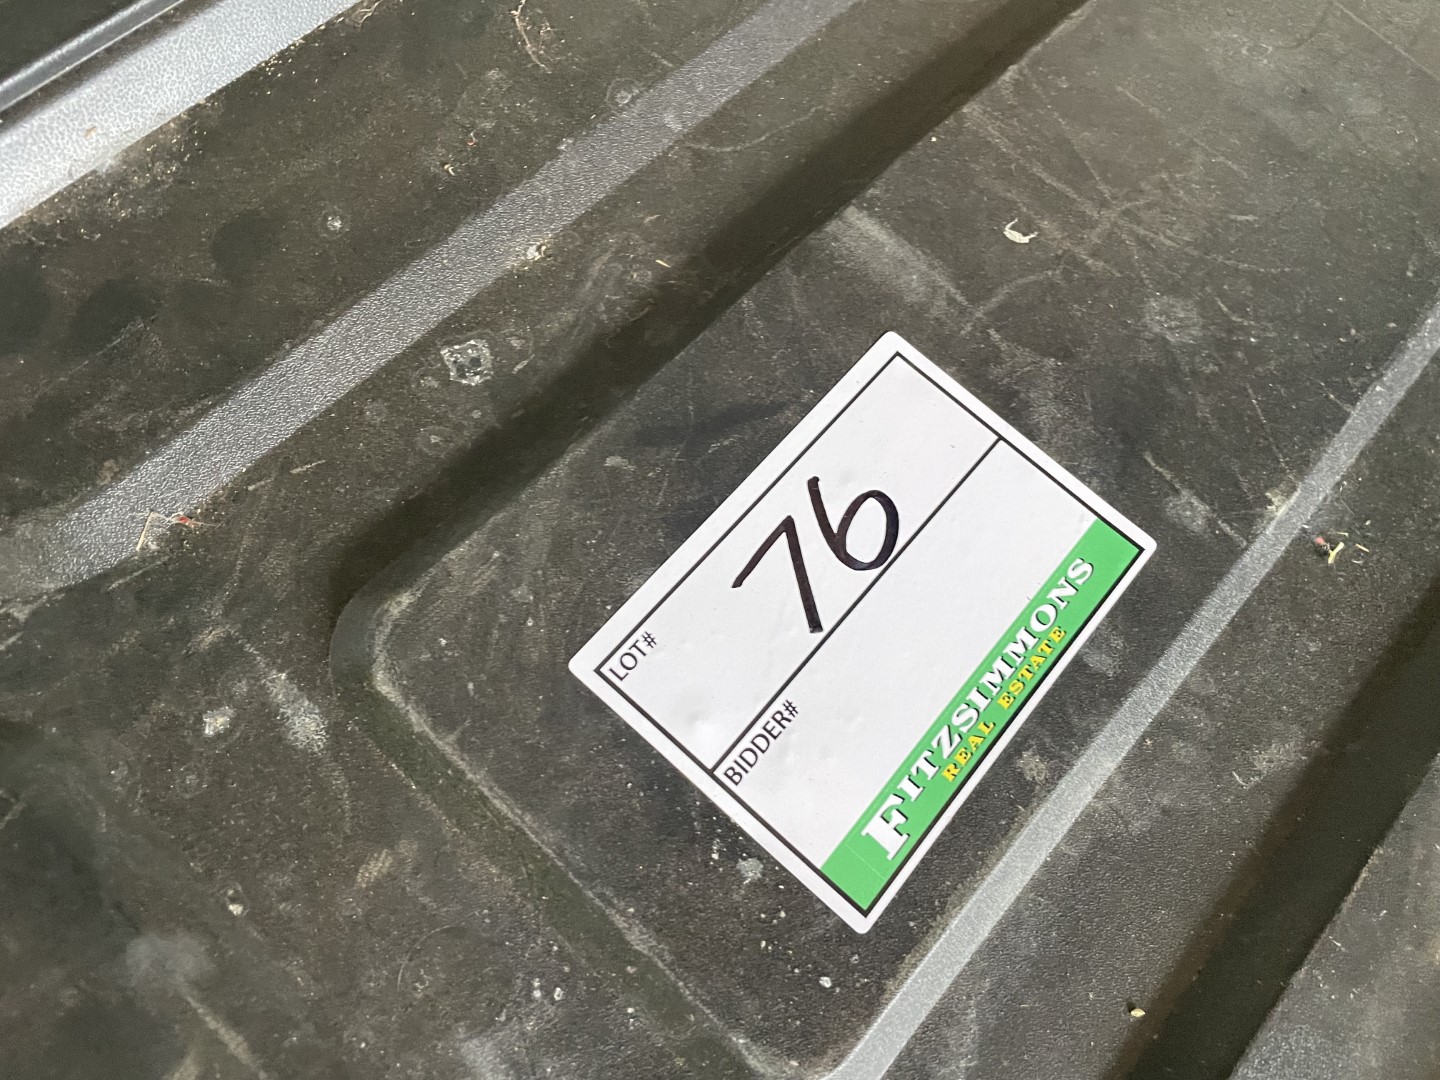 LOT#
76
BIDDER#
FITZSIMMONS
REAL ESTATE